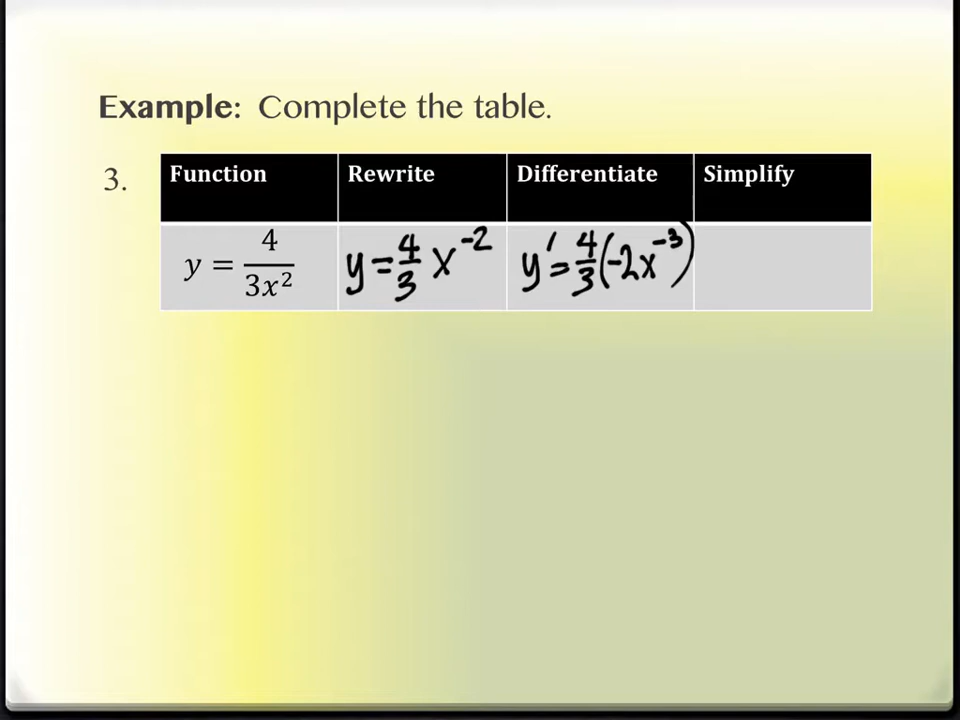 Example: Complete the table.
3.
Function Rewrite Differentiate Simplify
y = 4/(3x²) y = 4/3 x⁻² y' = 4/3(-2x⁻³)